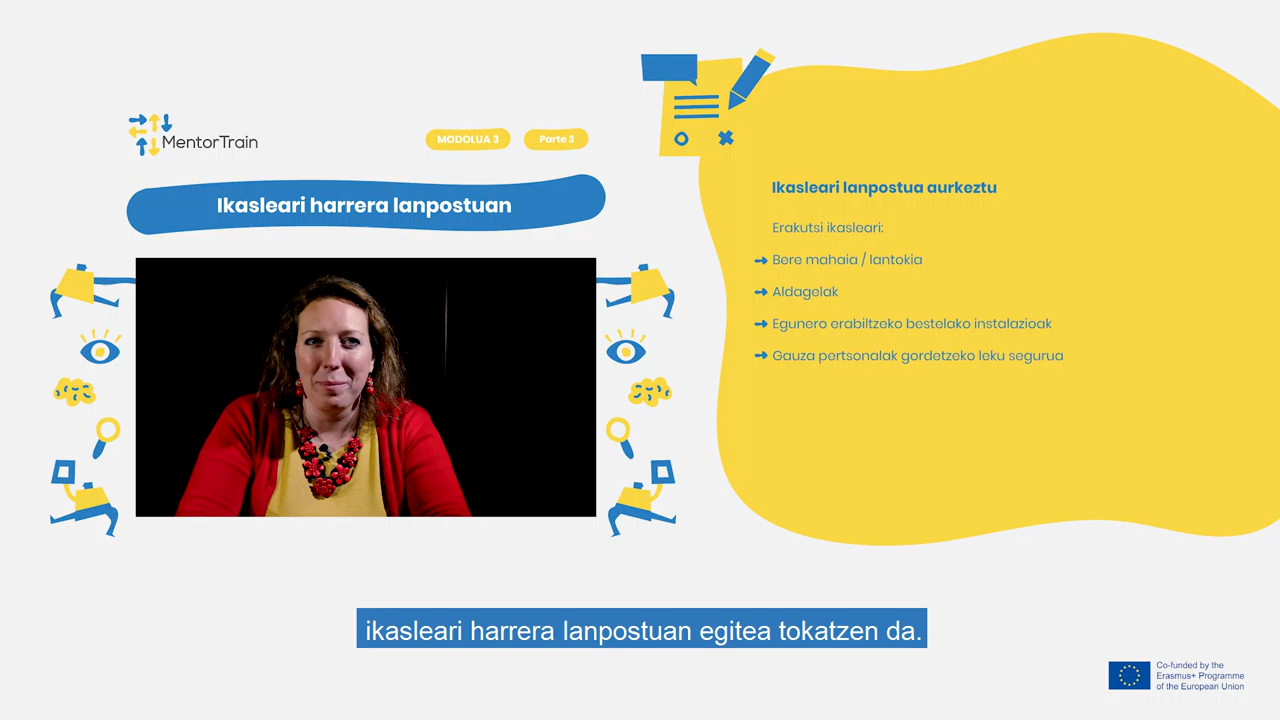 MentorTrain
MODOLUA 3
Parte 3
Ikasleari harrera lanpostuan
Ikasleari lanpostua aurkeztu
Erakutsi ikasleari:
Bere mahaia / lantokia
Aldagelak
Egunero erabiltzeko bestelako instalazioak
Gauza pertsonalak gordetzeko leku segurua
ikasleari harrera lanpostuan egitea tokatzen da.
Co-funded by the
Erasmus+ Programme
of the European Union